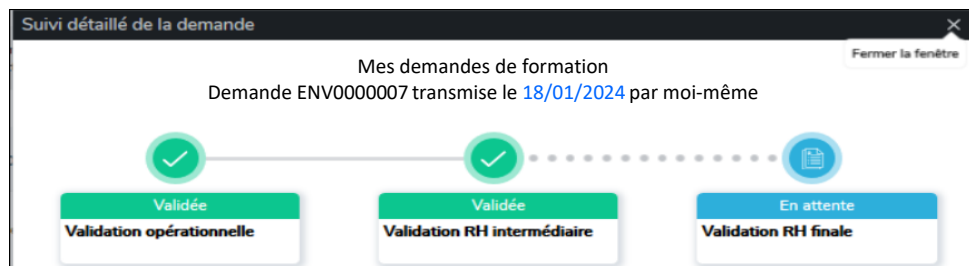 Suivi détaillé de la demande
Fermer la fenêtre
Mes demandes de formation
Demande ENV0000007 transmise le 18/01/2024 par moi-même
Validée
Validée
En attente
Validation opérationnelle
Validation RH intermédiaire
Validation RH finale